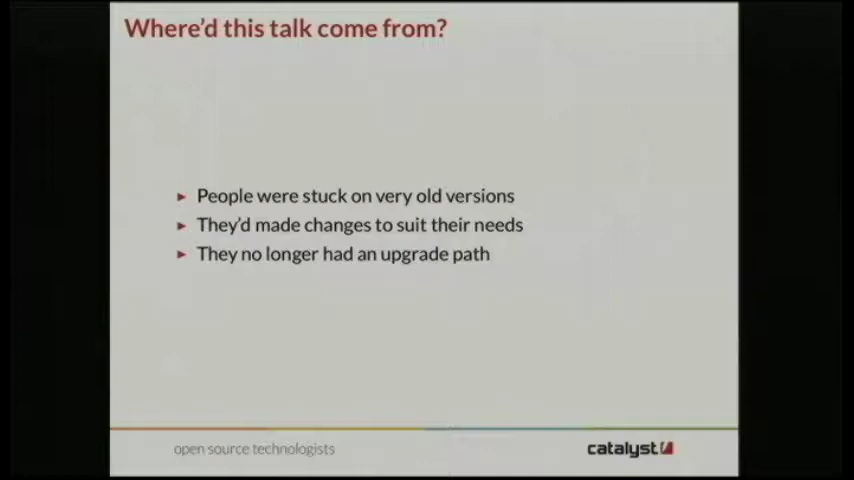 Where'd this talk come from?
► People were stuck on very old versions
► They'd made changes to suit their needs
► They no longer had an upgrade path
open source technologists
catalyst